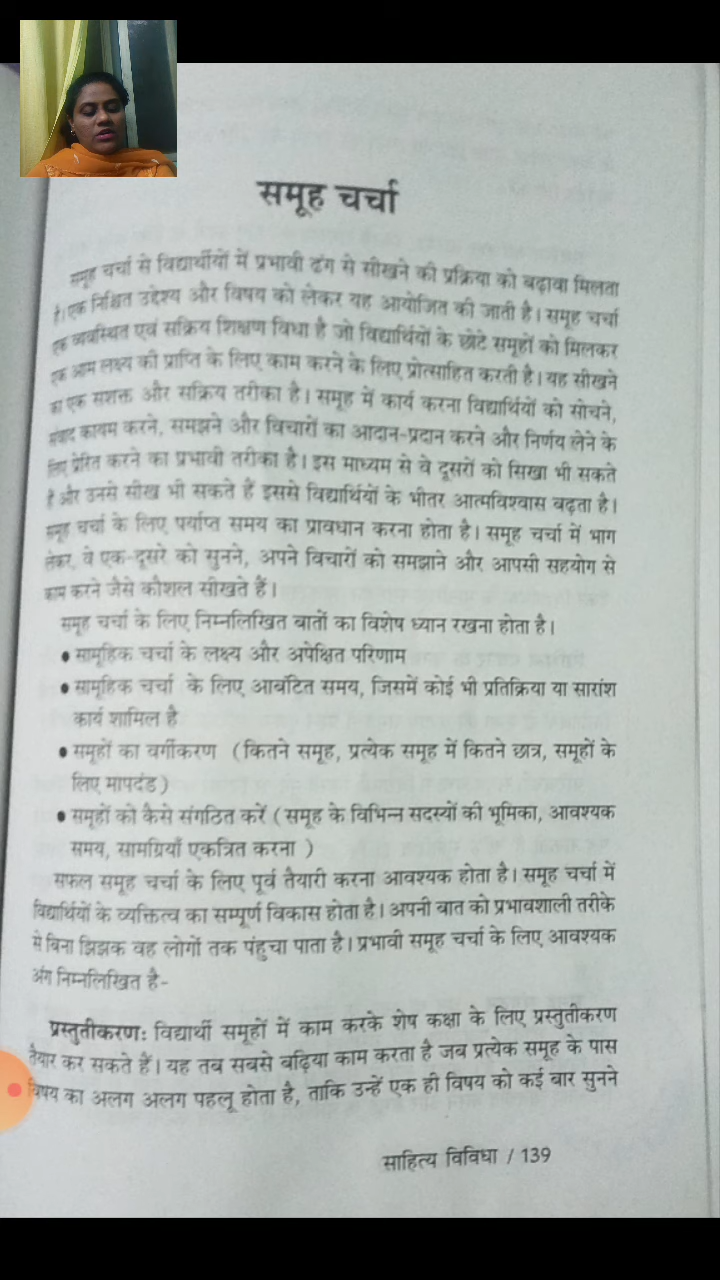 समूह चर्चा
समूह चर्चा से विद्यार्थीयों में प्रभावी ढंग से सीखने की प्रक्रिया को बढ़ावा मिलता
है। एक निश्चित उद्देश्य और विषय को लेकर यह आयोजित की जाती है। समूह चर्चा
एक व्यवस्थित एवं सक्रिय शिक्षण विधा है जो विद्यार्थियों के छोटे समूहों को मिलकर
एक आम लक्ष्य की प्राप्ति के लिए काम करने के लिए प्रोत्साहित करती है। यह सीखने
का एक सशक्त और सक्रिय तरीका है। समूह में कार्य करना विद्यार्थियों को सोचने,
संवाद कायम करने, समझने और विचारों का आदान-प्रदान करने और निर्णय लेने के
लिए प्रेरित करने का प्रभावी तरीका है। इस माध्यम से वे दूसरों को सिखा भी सकते
हैं और उनसे सीख भी सकते हैं इससे विद्यार्थियों के भीतर आत्मविश्वास बढ़ता है।
समूह चर्चा के लिए पर्याप्त समय का प्रावधान करना होता है। समूह चर्चा में भाग
लेकर, वे एक-दूसरे को सुनने, अपने विचारों को समझाने और आपसी सहयोग से
काम करने जैसे कौशल सीखते हैं।
समूह चर्चा के लिए निम्नलिखित बातों का विशेष ध्यान रखना होता है।
● सामूहिक चर्चा के लक्ष्य और अपेक्षित परिणाम
● सामूहिक चर्चा के लिए आबंटित समय, जिसमें कोई भी प्रतिक्रिया या सारांश
कार्य शामिल है
● समूहों का वर्गीकरण (कितने समूह, प्रत्येक समूह में कितने छात्र, समूहों के
लिए मापदंड)
● समूहों को कैसे संगठित करें (समूह के विभिन्न सदस्यों की भूमिका, आवश्यक
समय, सामग्रियाँ एकत्रित करना )
सफल समूह चर्चा के लिए पूर्व तैयारी करना आवश्यक होता है। समूह चर्चा में
विद्यार्थियों के व्यक्तित्व का सम्पूर्ण विकास होता है। अपनी बात को प्रभावशाली तरीके
से बिना झिझक वह लोगों तक पंहुचा पाता है। प्रभावी समूह चर्चा के लिए आवश्यक
अंग निम्नलिखित है-
प्रस्तुतीकरण: विद्यार्थी समूहों में काम करके शेष कक्षा के लिए प्रस्तुतीकरण
तैयार कर सकते हैं। यह तब सबसे बढ़िया काम करता है जब प्रत्येक समूह के पास
विषय का अलग अलग पहलू होता है, ताकि उन्हें एक ही विषय को कई बार सुनने
साहित्य विविधा / 139